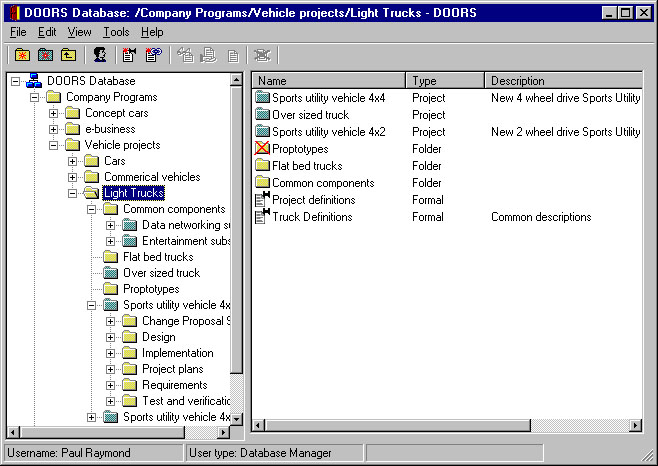 DOORS Database: /Company Programs/Vehicle projects/Light Trucks - DOORS
File Edit View Tools Help
DOORS Database
Company Programs
Concept cars
e-business
Vehicle projects
Cars
Commerical vehicles
Light Trucks
Common components
Data networking su
Entertainment subs
Flat bed trucks
Over sized truck
Proptotypes
Sports utility vehicle 4x
Change Proposal S
Design
Implementation
Project plans
Requirements
Test and verificatio
Sports utility vehicle 4x
Name Type Description
Sports utility vehicle 4x4 Project New 4 wheel drive Sports Utility
Over sized truck Project
Sports utility vehicle 4x2 Project New 2 wheel drive Sports Utility
Proptotypes Folder
Flat bed trucks Folder
Common components Folder
Project definitions Formal
Truck Definitions Formal Common descriptions
Username: Paul Raymond User type: Database Manager